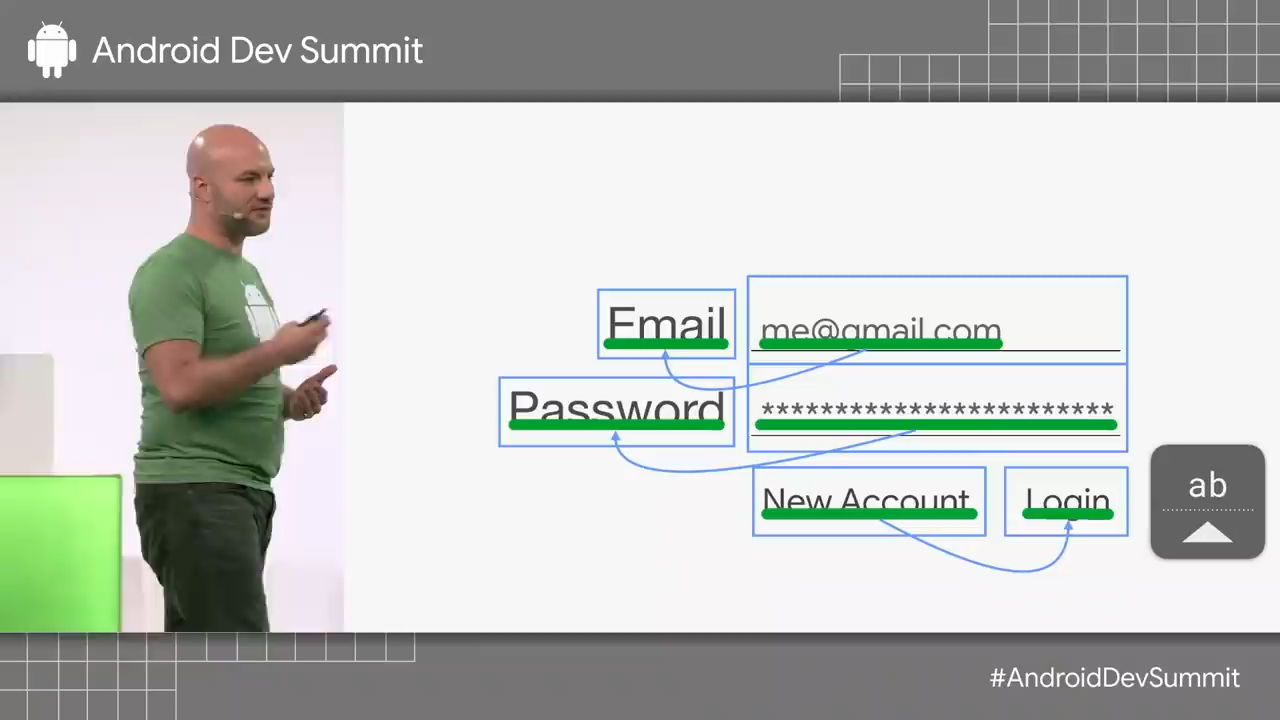 Android Dev Summit
Email me@gmail.com
Password ************************
New Account Login
ab
#AndroidDevSummit